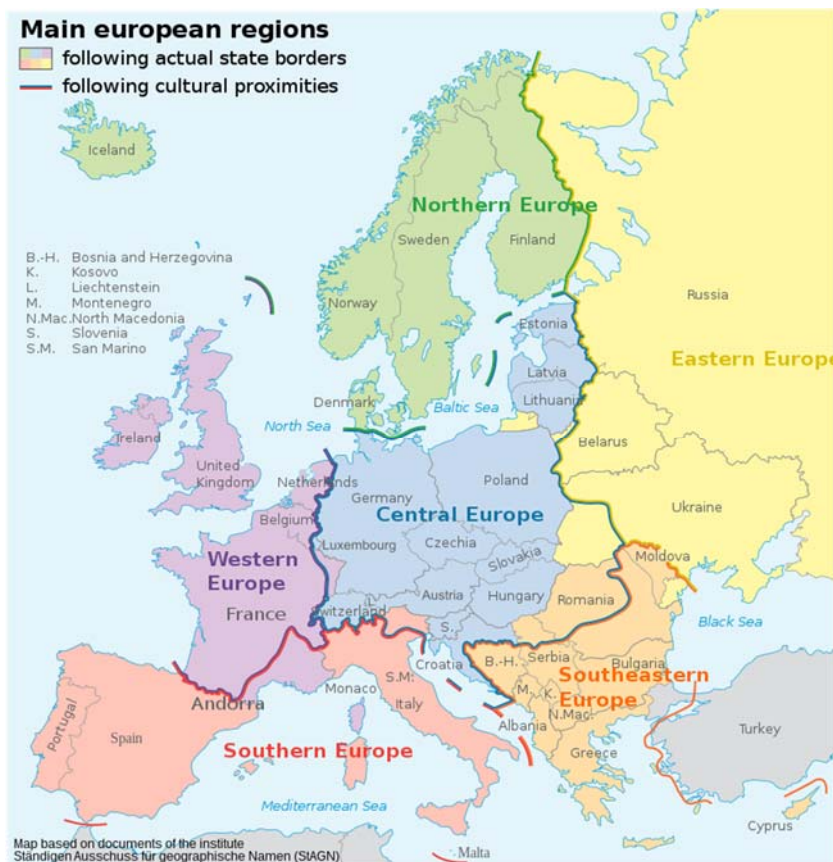 Main european regions
following actual state borders
following cultural proximities
Iceland
B.-H. Bosnia and Herzegovina
K. Kosovo
L. Liechtenstein
M. Montenegro
N.Mac. North Macedonia
S. Slovenia
S.M. San Marino
Northern Europe
Sweden
Finland
Norway
Russia
Estonia
Eastern Europe
Latvia
Lithuania
Denmark
Baltic Sea
North Sea
Ireland
Belarus
United
Kingdom
Netherlands
Poland
Germany
Ukraine
Belgium
Central Europe
Luxembourg
Czechia
Western
Europe
Slovakia
Moldova
France
Austria
Hungary
L.
Switzerland
Romania
S.
Black Sea
Croatia
B.-H.
Serbia
Bulgaria
Southeastern
Europe
S.M:
Monaco
Italy
M.
K.
Andorra
N.Mac.
Albania
Portugal
Spain
Turkey
Southern Europe
Greece
Mediterranean Sea
Cyprus
Malta
Map based on documents of the institute
Ständigen Ausschuss für geographische Namen (StAGN)